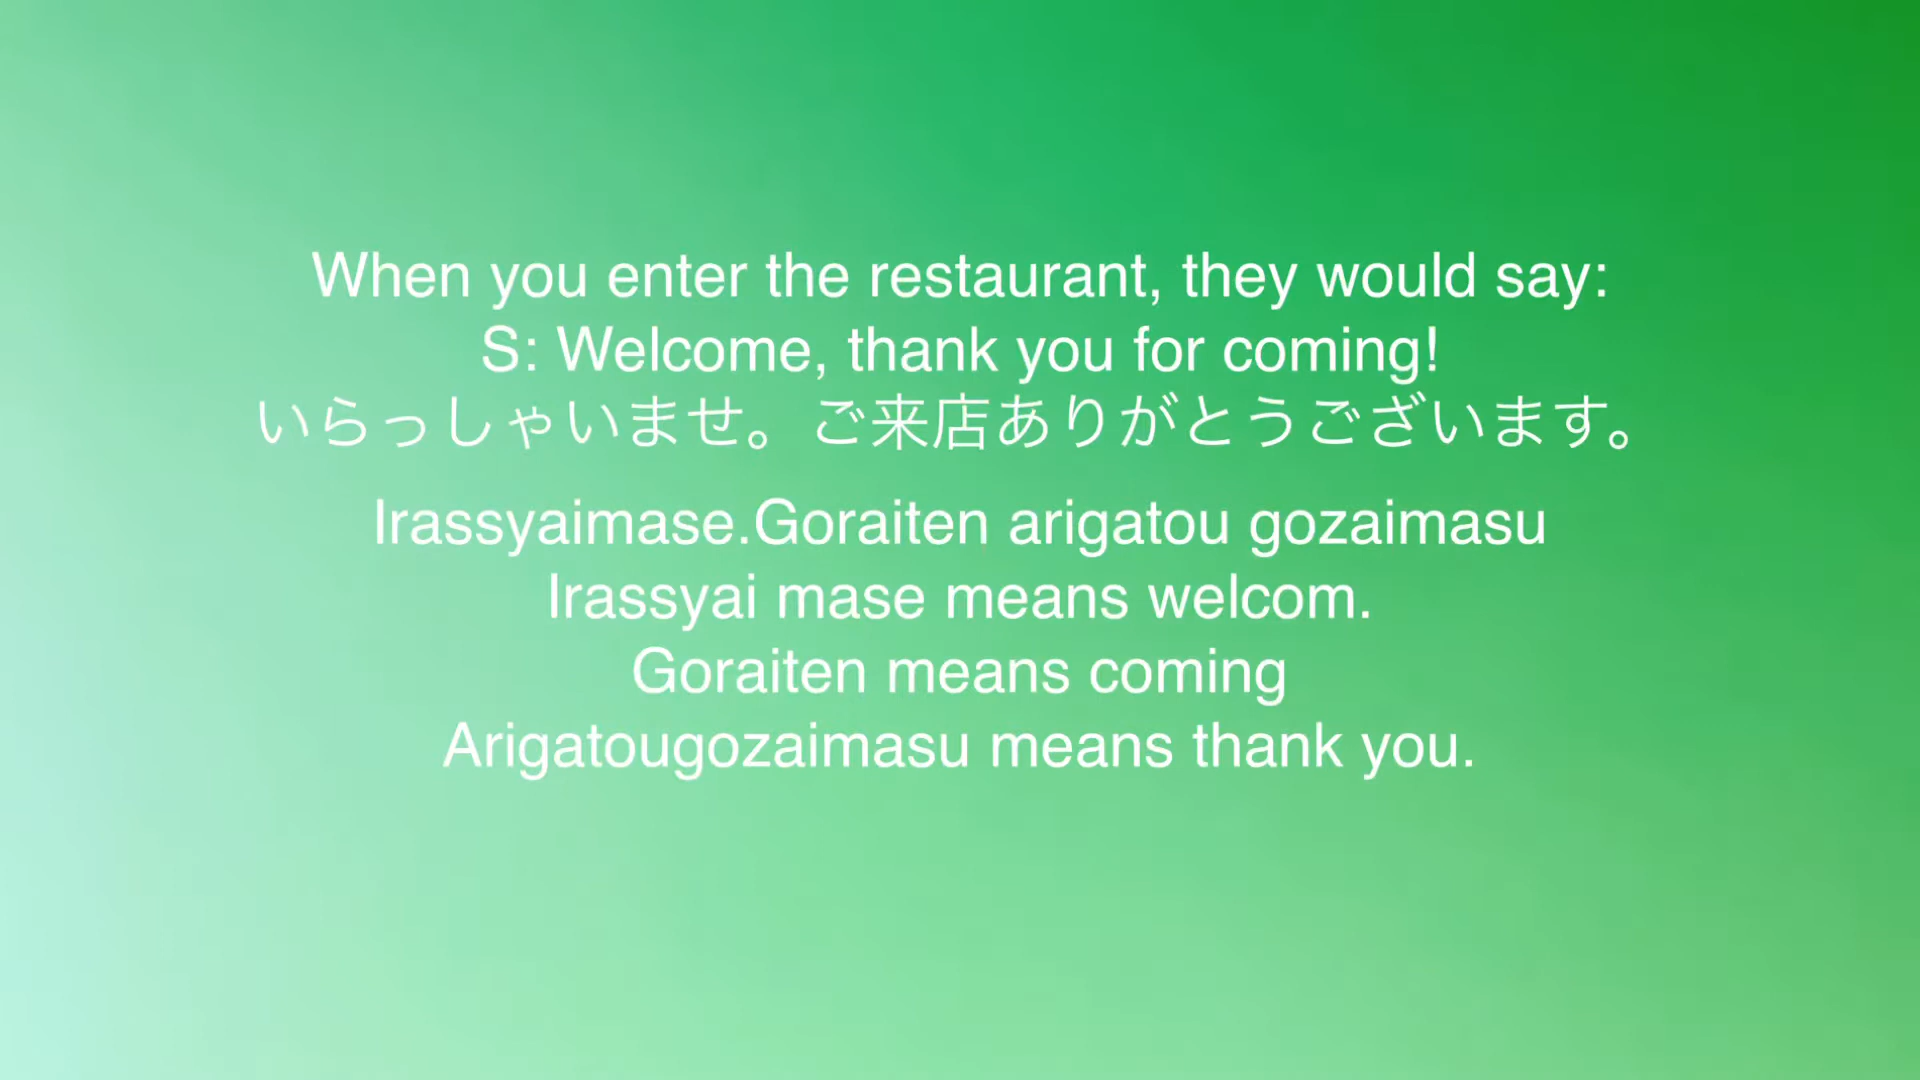 When you enter the restaurant, they would say:
S: Welcome, thank you for coming!
いらっしゃいませ。ご来店ありがとうございます。
Irassyaimase.Goraiten arigatou gozaimasu
Irassyai mase means welcom.
Goraiten means coming
Arigatougozaimasu means thank you.